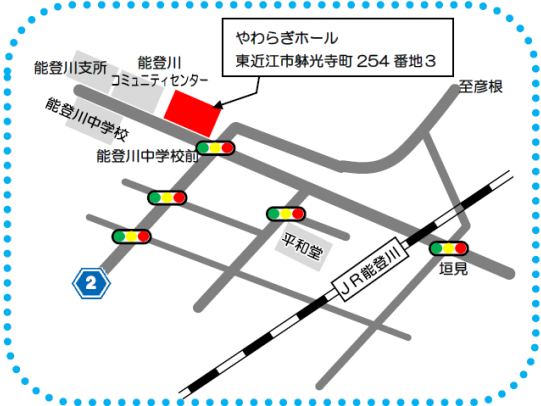 やわらぎホール
東近江市躰光寺町 254 番地３
能登川支所
能登川
コミュニティセンター
至彦根
能登川中学校
能登川中学校前
平和堂
ＪＲ能登川
垣見
2